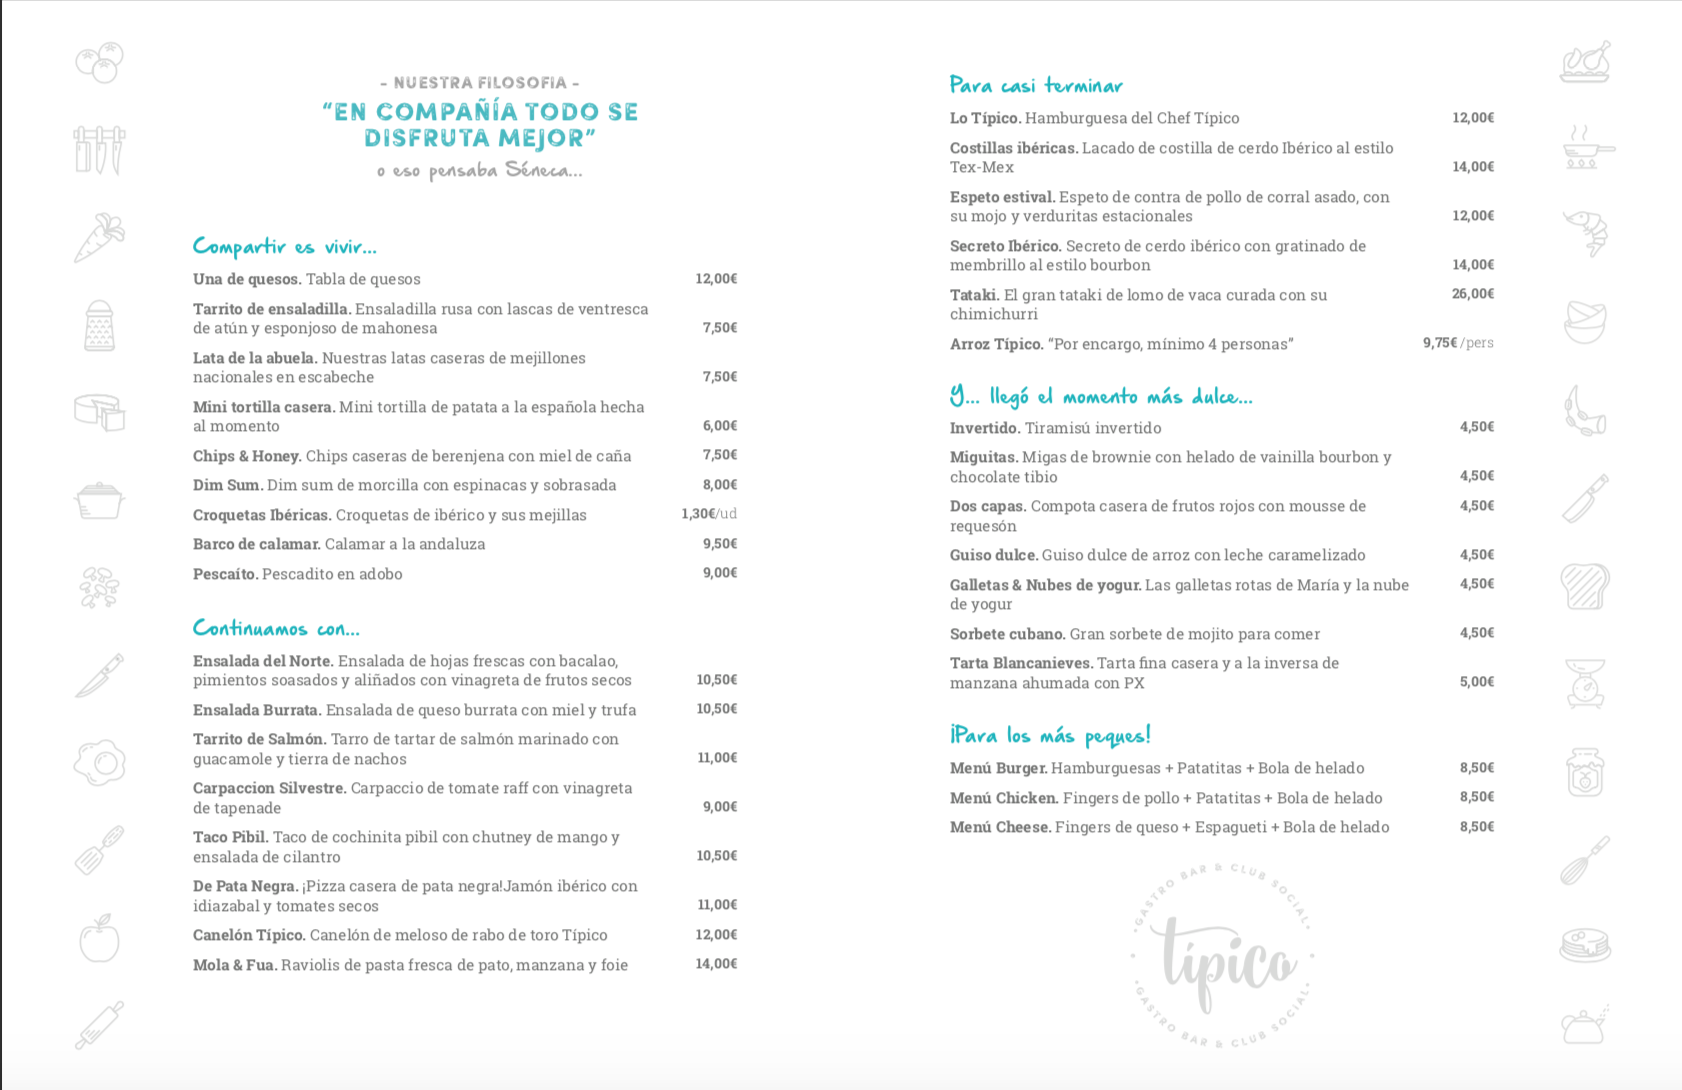 - NUESTRA FILOSOFIA -
“EN COMPAÑÍA TODO SE
DISFRUTA MEJOR”
o eso pensaba Séneca...
Compartir es vivir...
Una de quesos. Tabla de quesos 12,00€
Tarrito de ensaladilla. Ensaladilla rusa con lascas de ventresca
de atún y esponjoso de mahonesa 7,50€
Lata de la abuela. Nuestras latas caseras de mejillones
nacionales en escabeche 7,50€
Mini tortilla casera. Mini tortilla de patata a la española hecha
al momento 6,00€
Chips & Honey. Chips caseras de berenjena con miel de caña 7,50€
Dim Sum. Dim sum de morcilla con espinacas y sobrasada 8,00€
Croquetas Ibéricas. Croquetas de ibérico y sus mejillas 1,30€/ud
Barco de calamar. Calamar a la andaluza 9,50€
Pescaíto. Pescadito en adobo 9,00€
Continuamos con...
Ensalada del Norte. Ensalada de hojas frescas con bacalao,
pimientos soasados y aliñados con vinagreta de frutos secos 10,50€
Ensalada Burrata. Ensalada de queso burrata con miel y trufa 10,50€
Tarrito de Salmón. Tarro de tartar de salmón marinado con
guacamole y tierra de nachos 11,00€
Carpaccion Silvestre. Carpaccio de tomate raff con vinagreta
de tapenade 9,00€
Taco Pibil. Taco de cochinita pibil con chutney de mango y
ensalada de cilantro 10,50€
De Pata Negra. ¡Pizza casera de pata negra!Jamón ibérico con
idiazabal y tomates secos 11,00€
Canelón Típico. Canelón de meloso de rabo de toro Típico 12,00€
Mola & Fua. Raviolis de pasta fresca de pato, manzana y foie 14,00€
Para casi terminar
Lo Típico. Hamburguesa del Chef Típico 12,00€
Costillas ibéricas. Lacado de costilla de cerdo Ibérico al estilo
Tex-Mex 14,00€
Espeto estival. Espeto de contra de pollo de corral asado, con
su mojo y verduritas estacionales 12,00€
Secreto Ibérico. Secreto de cerdo ibérico con gratinado de
membrillo al estilo bourbon 14,00€
Tataki. El gran tataki de lomo de vaca curada con su 26,00€
chimichurri
Arroz Típico. “Por encargo, mínimo 4 personas” 9,75€/pers
Y... llegó el momento más dulce...
Invertido. Tiramisú invertido 4,50€
Miguitas. Migas de brownie con helado de vainilla bourbon y
chocolate tibio 4,50€
Dos capas. Compota casera de frutos rojos con mousse de 4,50€
requesón
Guiso dulce. Guiso dulce de arroz con leche caramelizado 4,50€
Galletas & Nubes de yogur. Las galletas rotas de María y la nube 4,50€
de yogur
Sorbete cubano. Gran sorbete de mojito para comer 4,50€
Tarta Blancanieves. Tarta fina casera y a la inversa de
manzana ahumada con PX 5,00€
¡Para los más peques!
Menú Burger. Hamburguesas + Patatitas + Bola de helado 8,50€
Menú Chicken. Fingers de pollo + Patatitas + Bola de helado 8,50€
Menú Cheese. Fingers de queso + Espagueti + Bola de helado 8,50€
GASTRO BAR & CLUB SOCIAL
típico
GASTRO BAR & CLUB SOCIAL